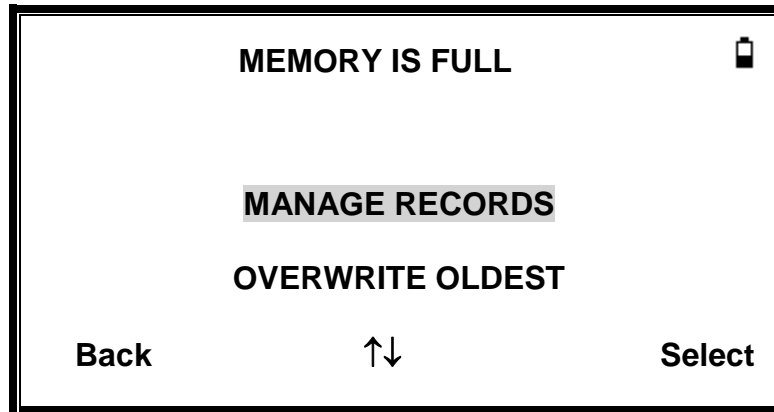 MEMORY IS FULL
MANAGE RECORDS
OVERWRITE OLDEST
Back ↑↓ Select